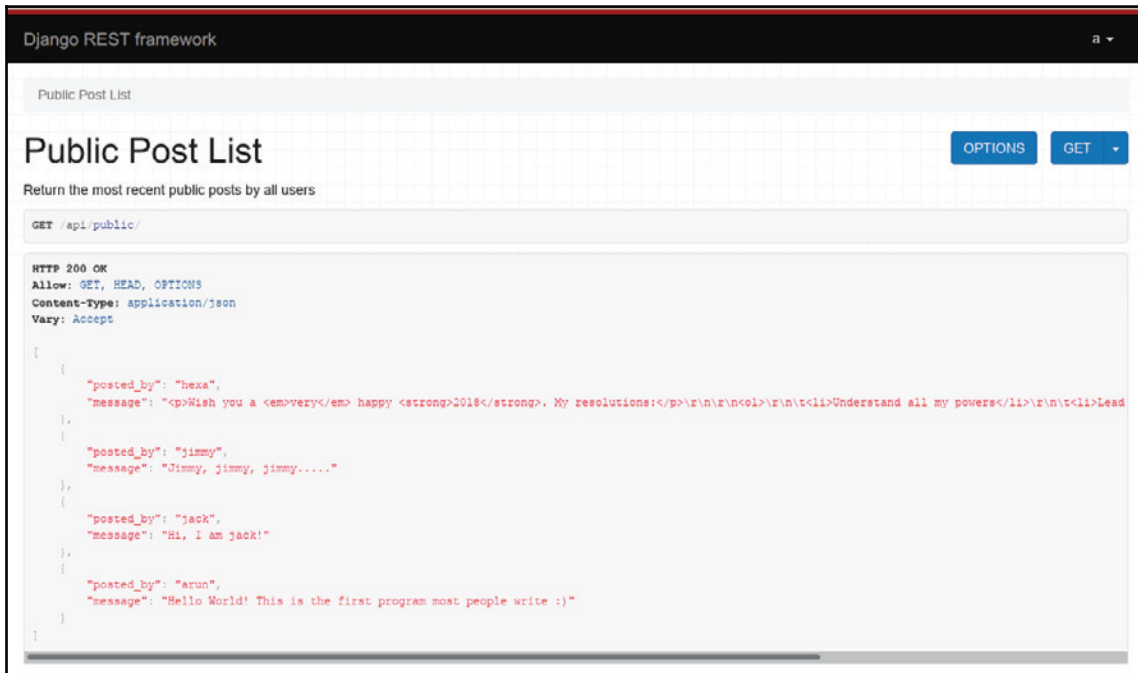 Django REST framework
a
Public Post List
Public Post List
OPTIONS
GET
Return the most recent public posts by all users
GET /api/public/
HTTP 200 OK
Allow: GET, HEAD, OPTIONS
Content-Type: application/json
Vary: Accept
[
{
"posted_by": "hexa",
"message": "<p>Wish you a <em>very</em> happy <strong>2018</strong>. My resolutions:</p>\r\n\r\n<ol>\r\n\t<li>Understand all my powers</li>\r\n\t<li>Lead
},
{
"posted_by": "jimmy",
"message": "Jimmy, jimmy, jimmy....."
},
{
"posted_by": "jack",
"message": "Hi, I am jack!"
},
{
"posted_by": "arun",
"message": "Hello World! This is the first program most people write :)"
}
]